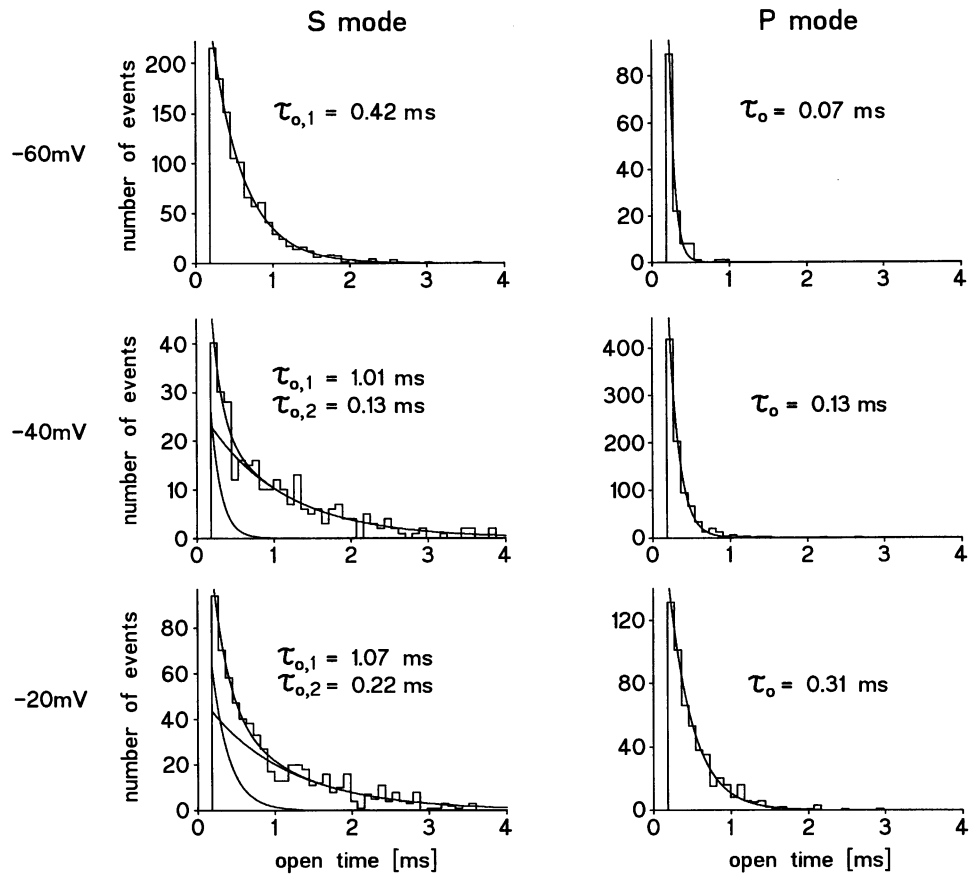 S mode
P mode
-60mV
number of events
200
150
100
50
0
0 1 2 3 4
τo,1 = 0.42 ms
80
60
40
20
0
0 1 2 3 4
τo = 0.07 ms
-40mV
number of events
40
30
20
10
0
0 1 2 3 4
τo,1 = 1.01 ms
τo,2 = 0.13 ms
400
300
200
100
0
0 1 2 3 4
τo = 0.13 ms
-20mV
number of events
80
60
40
20
0
0 1 2 3 4
τo,1 = 1.07 ms
τo,2 = 0.22 ms
open time [ms]
120
80
40
0
0 1 2 3 4
τo = 0.31 ms
open time [ms]